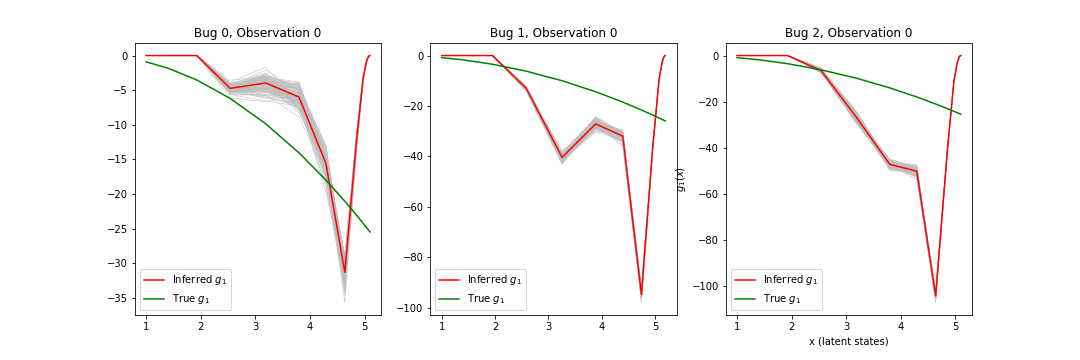 Bug 0, Observation 0
0
−5
−10
−15
−20
−25
−30
−35
1 2 3 4 5
Inferred g₁
True g₁
Bug 1, Observation 0
0
−20
−40
−60
−80
−100
1 2 3 4 5
Inferred g₁
True g₁
Bug 2, Observation 0
g₁(x)
0
−20
−40
−60
−80
−100
1 2 3 4 5
x (latent states)
Inferred g₁
True g₁